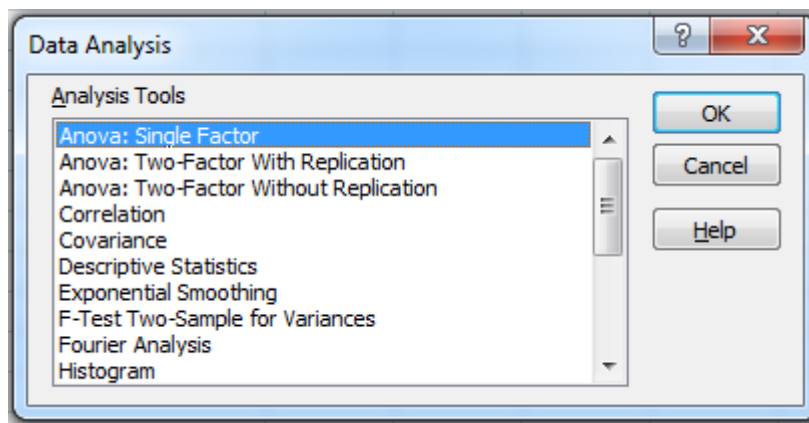 Data Analysis
?
X
Analysis Tools
Anova: Single Factor
Anova: Two-Factor With Replication
Anova: Two-Factor Without Replication
Correlation
Covariance
Descriptive Statistics
Exponential Smoothing
F-Test Two-Sample for Variances
Fourier Analysis
Histogram
OK
Cancel
Help